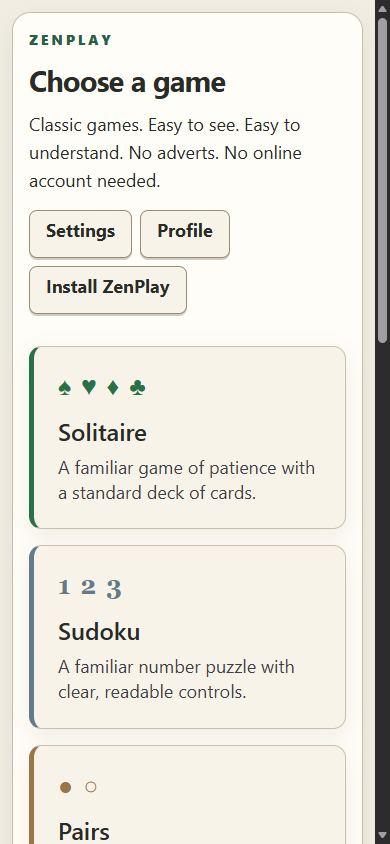 ZENPLAY
Choose a game
Classic games. Easy to see. Easy to
understand. No adverts. No online
account needed.
Settings
Profile
Install ZenPlay
♠ ♥ ♦ ♣
Solitaire
A familiar game of patience with
a standard deck of cards.
1 2 3
Sudoku
A familiar number puzzle with
clear, readable controls.
● ○
Pairs